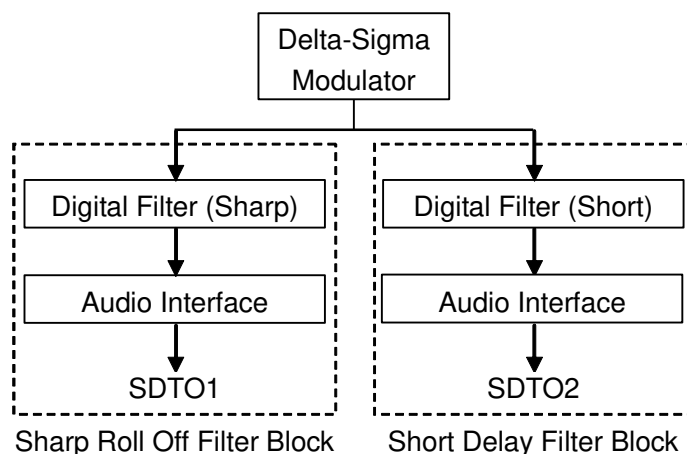 Delta-Sigma
Modulator
Digital Filter (Sharp)
Audio Interface
SDTO1
Sharp Roll Off Filter Block
Digital Filter (Short)
Audio Interface
SDTO2
Short Delay Filter Block